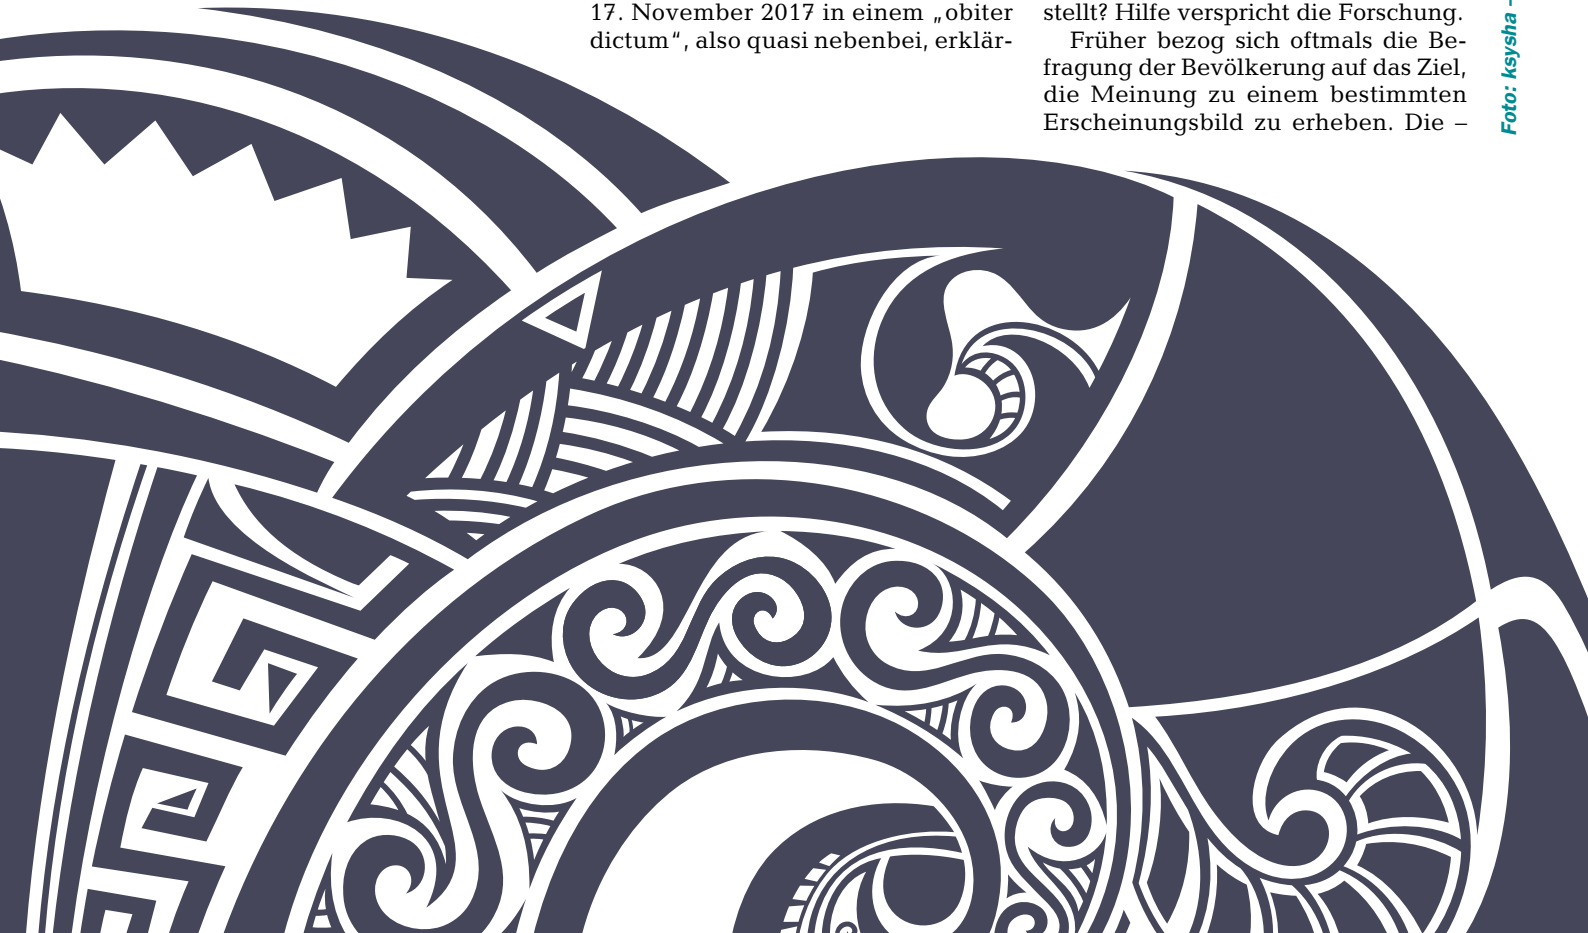 17. November 2017 in einem „obiter
dictum“, also quasi nebenbei, erklär-
stellt? Hilfe verspricht die Forschung.
Früher bezog sich oftmals die Be-
fragung der Bevölkerung auf das Ziel,
die Meinung zu einem bestimmten
Erscheinungsbild zu erheben. Die –
Foto: ksysha –